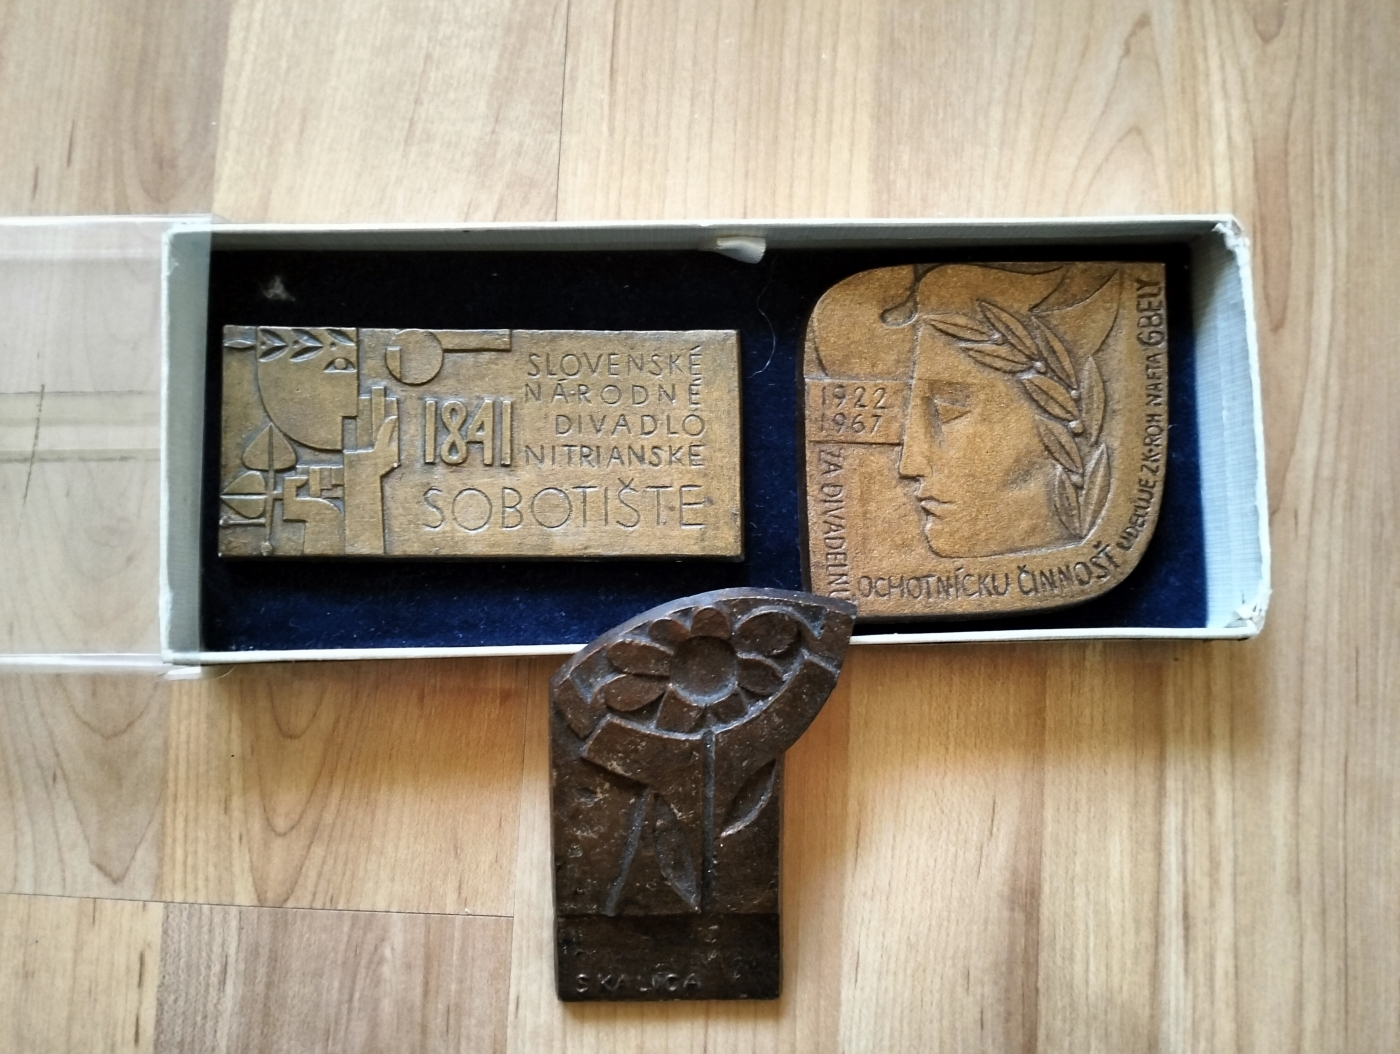 SLOVENSKÉ
NÁRODNÉ
DIVADLO
NITRIANSKE
1841
SOBOTIŠTE
1922
1967
ZA DIVADELNÚ
OCHOTNÍCKU ČINNOSŤ
UDEĽUJE ZK-ROH NAFTA GBELY
SKALICA